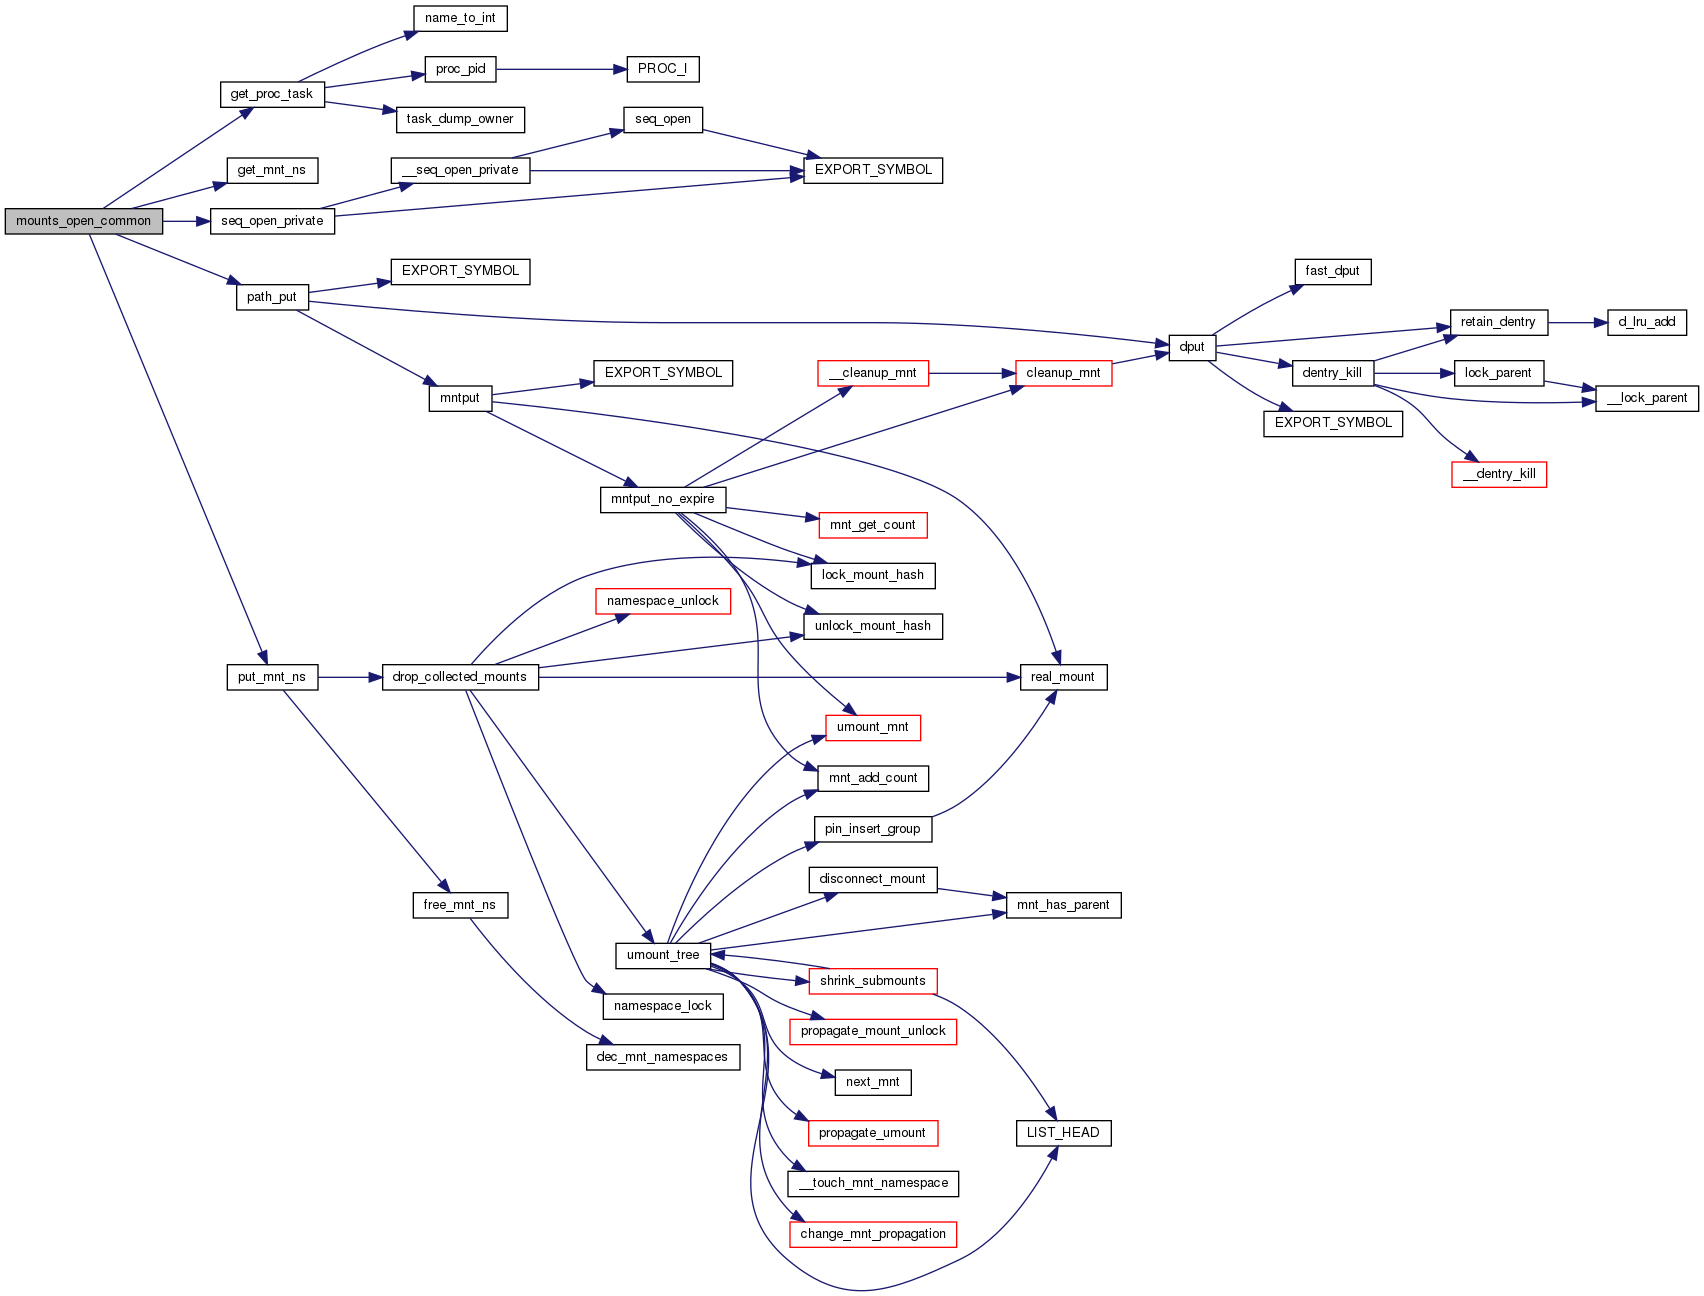 name_to_int
proc_pid
PROC_I
get_proc_task
task_dump_owner
seq_open
get_mnt_ns
__seq_open_private
EXPORT_SYMBOL
mounts_open_common
seq_open_private
EXPORT_SYMBOL
fast_dput
path_put
retain_dentry
d_lru_add
dput
EXPORT_SYMBOL
__cleanup_mnt
cleanup_mnt
dentry_kill
lock_parent
mntput
__lock_parent
EXPORT_SYMBOL
__dentry_kill
mntput_no_expire
mnt_get_count
lock_mount_hash
namespace_unlock
unlock_mount_hash
put_mnt_ns
drop_collected_mounts
real_mount
umount_mnt
mnt_add_count
pin_insert_group
disconnect_mount
free_mnt_ns
mnt_has_parent
umount_tree
shrink_submounts
namespace_lock
propagate_mount_unlock
dec_mnt_namespaces
next_mnt
propagate_umount
LIST_HEAD
__touch_mnt_namespace
change_mnt_propagation